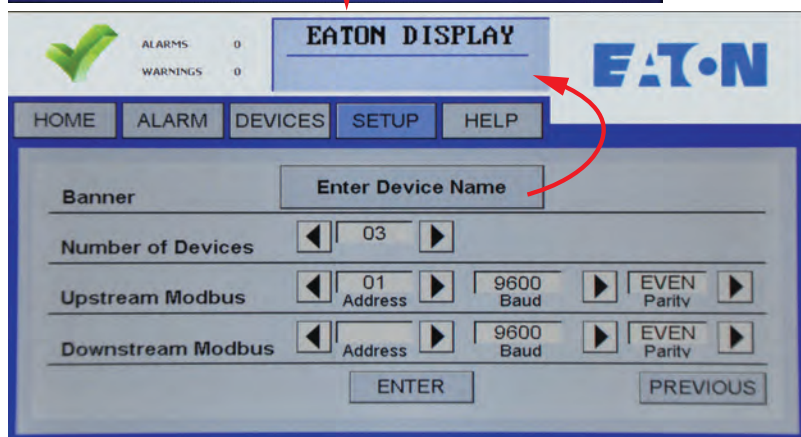 ALARMS 0
WARNINGS 0
EATON DISPLAY
EATON
HOME ALARM DEVICES SETUP HELP
Banner Enter Device Name
Number of Devices 03
Upstream Modbus 01 Address 9600 Baud EVEN Parity
Downstream Modbus Address 9600 Baud EVEN Parity
ENTER PREVIOUS